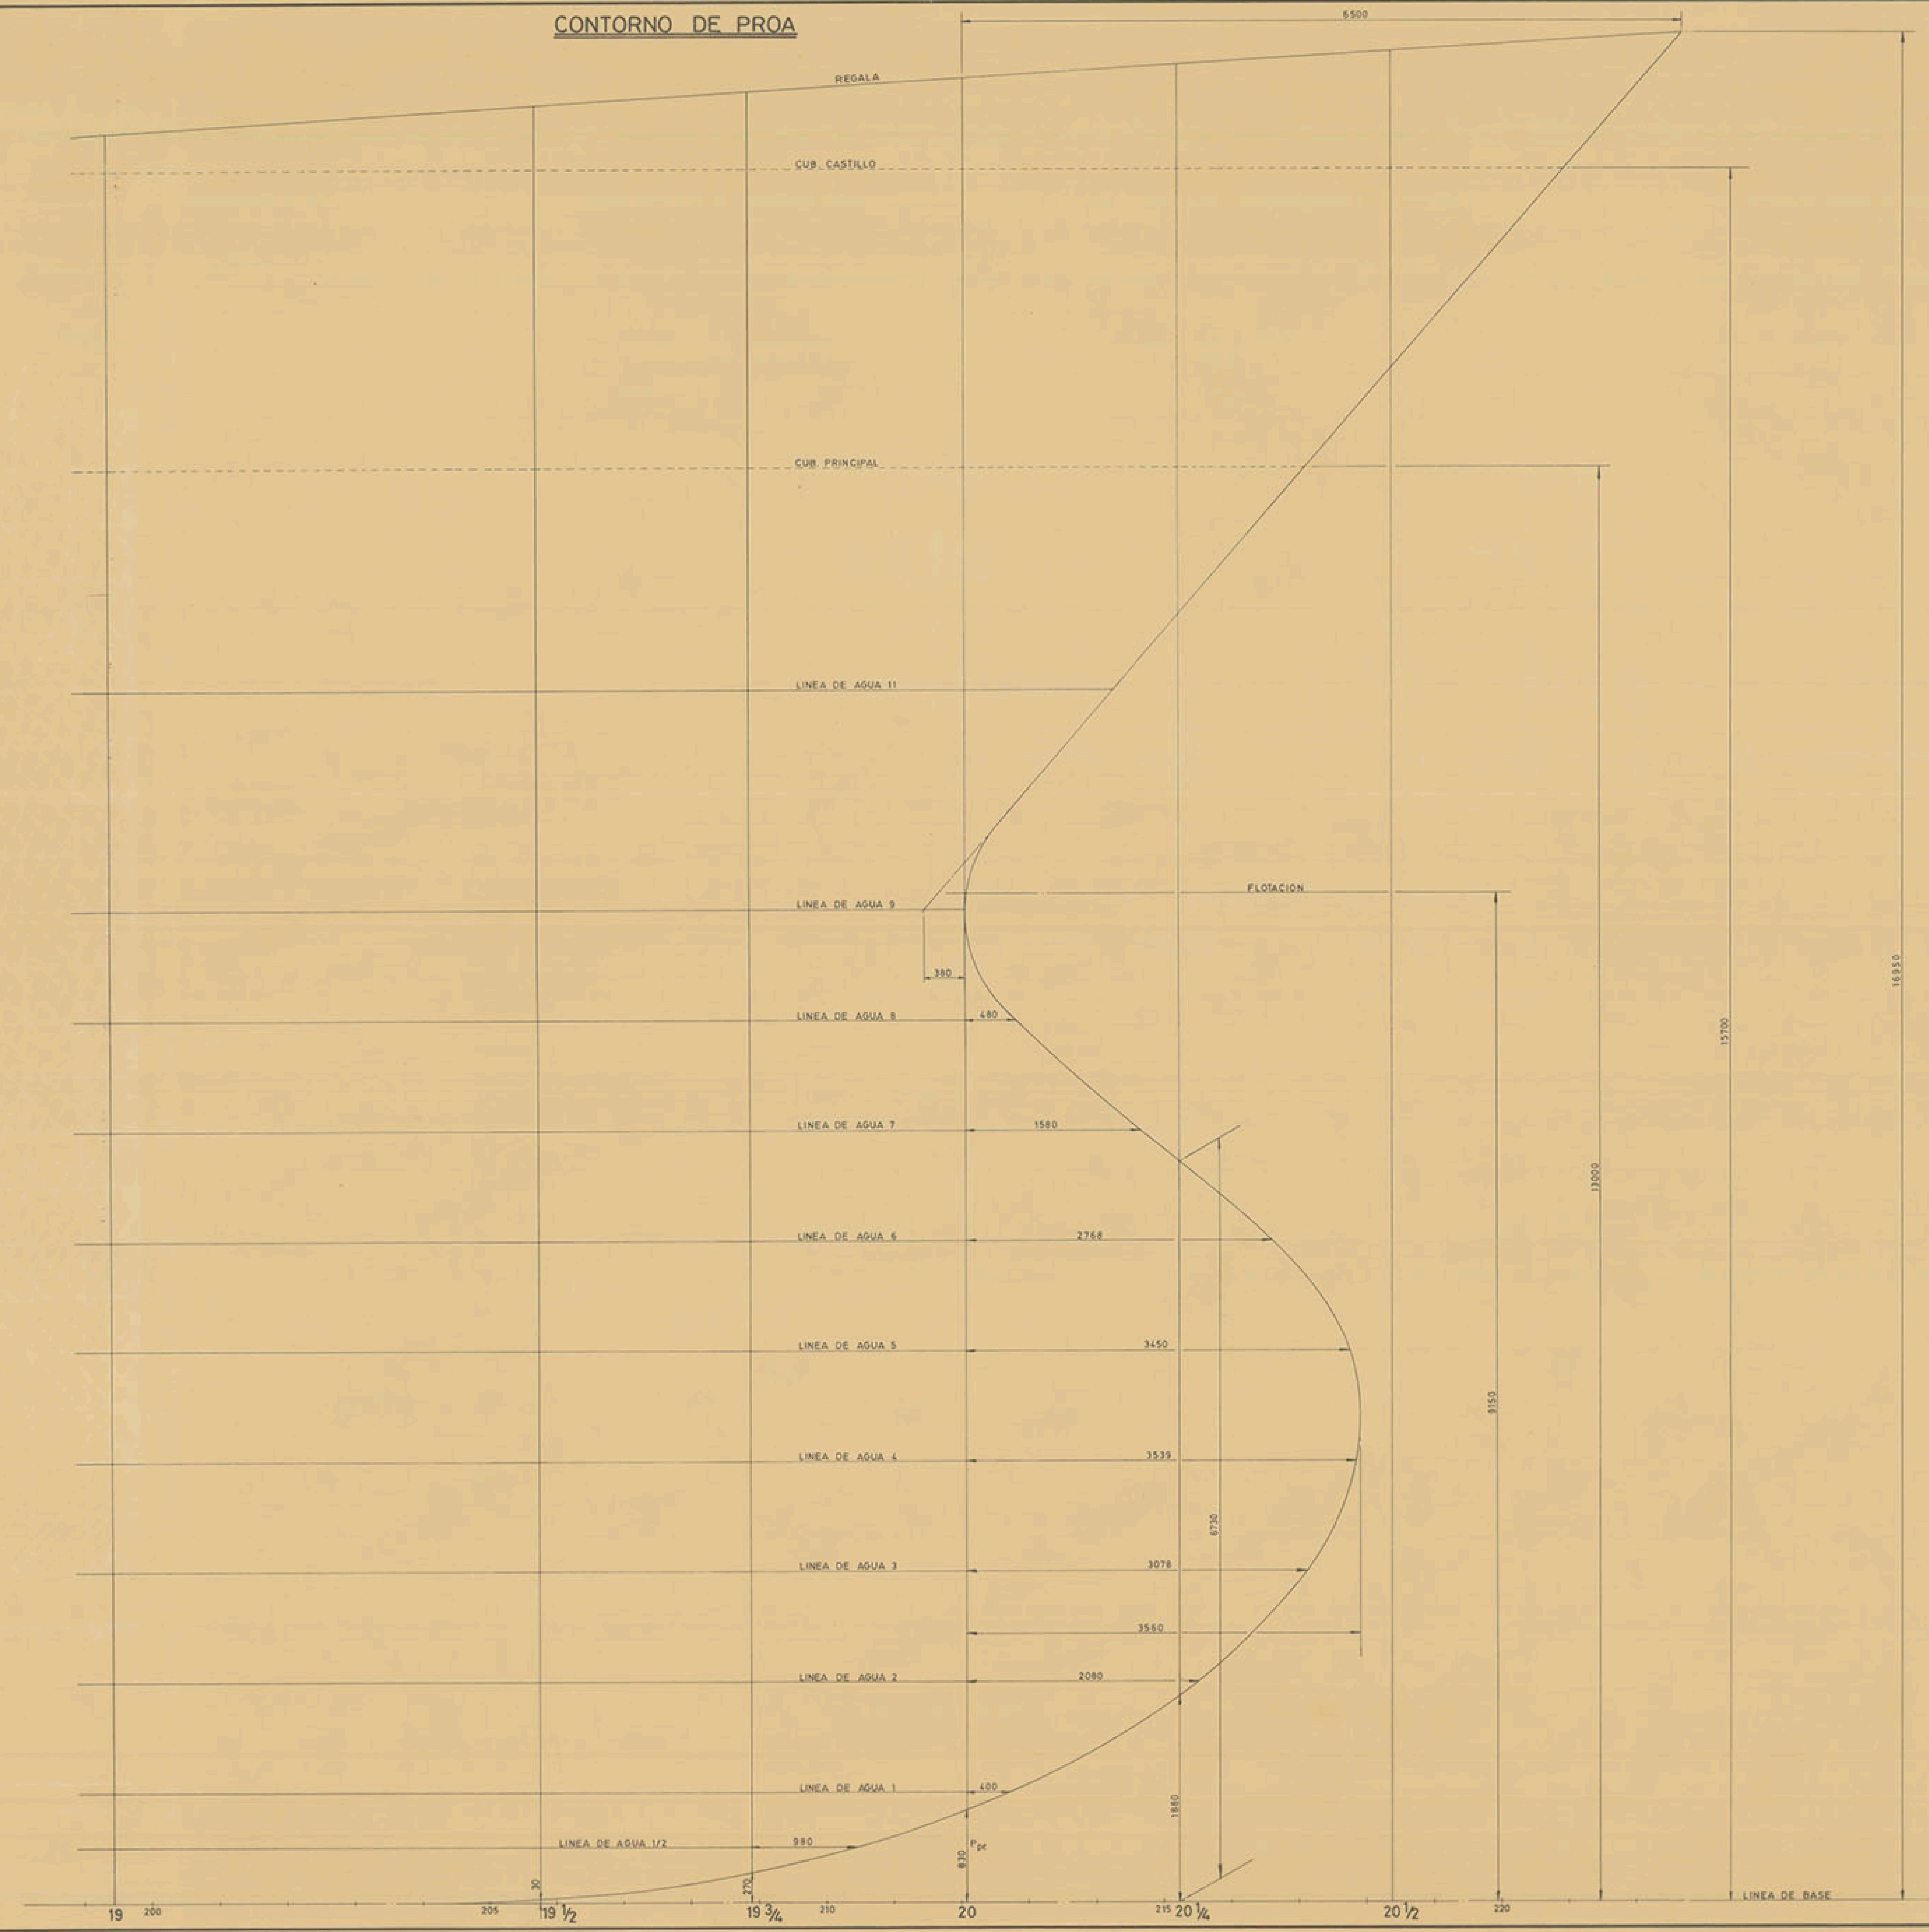 CONTORNO DE PROA
6500
REGALA
CUB. CASTILLO
CUB. PRINCIPAL
LINEA DE AGUA 11
FLOTACION
LINEA DE AGUA 9
16950
380
LINEA DE AGUA 8 480
15700
LINEA DE AGUA 7 1580
13000
LINEA DE AGUA 6 2768
LINEA DE AGUA 5 3450
9150
LINEA DE AGUA 4 3539
6730
LINEA DE AGUA 3 3078
3560
LINEA DE AGUA 2 2080
LINEA DE AGUA 1 400
1880
LINEA DE AGUA 1/2 980
830 Ppr
30 270
LINEA DE BASE
19 200 205 19 1/2 19 3/4 210 20 215 20 1/4 20 1/2 220